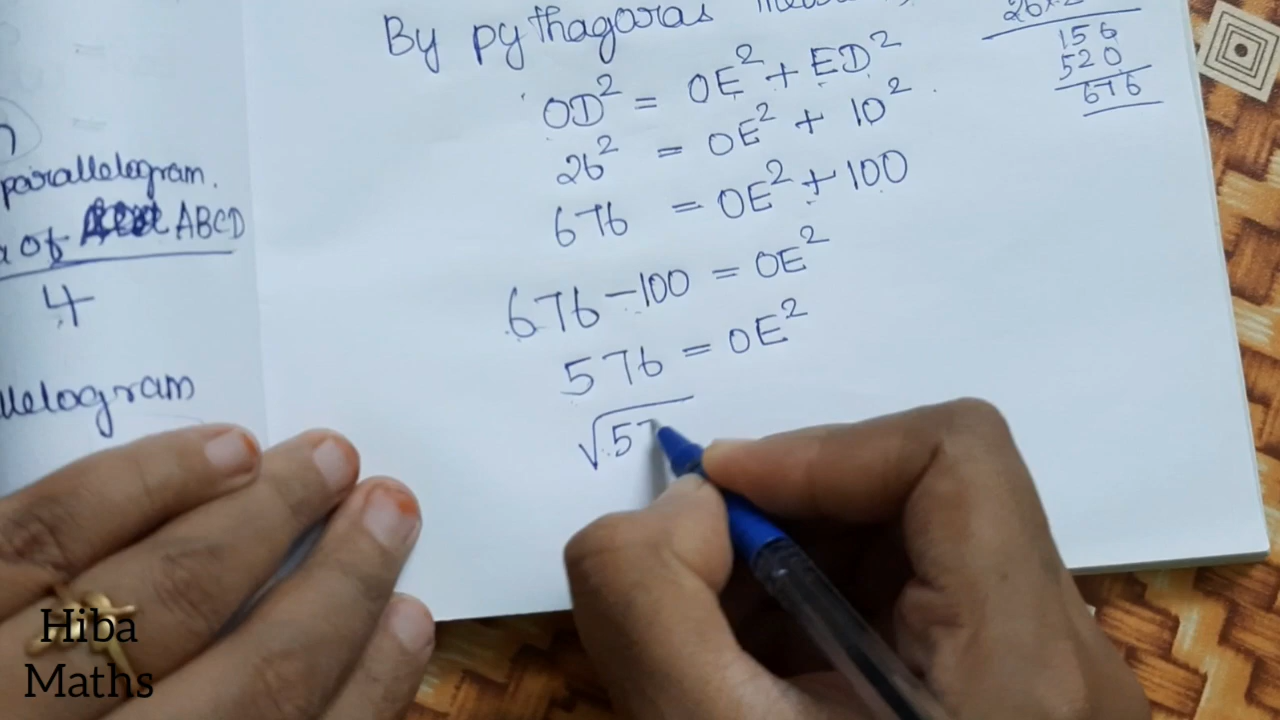 By pythagoras
OD² = OE² + ED²
26² = OE² + 10²
676 = OE² + 100
676 - 100 = OE²
576 = OE²
√57
156
520
676
parallelogram.
of ABCD
4
llelogram
Hiba
Maths